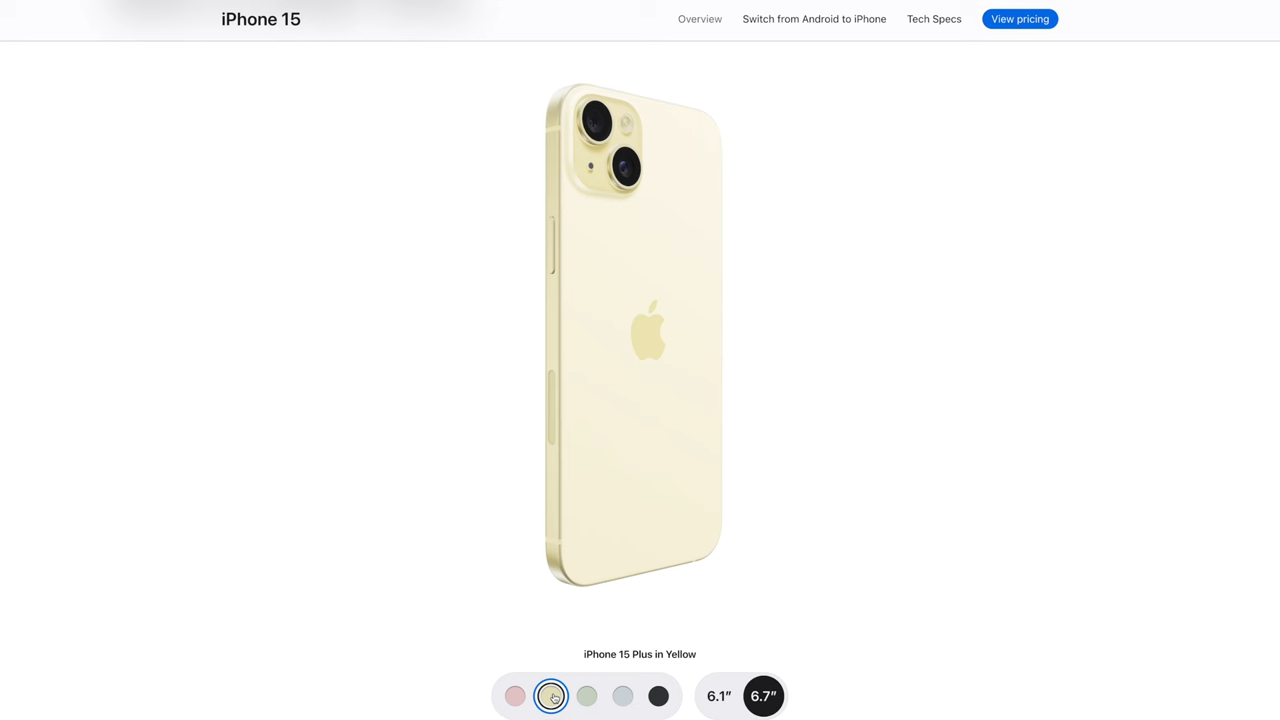 iPhone 15
Overview
Switch from Android to iPhone
Tech Specs
View pricing
iPhone 15 Plus in Yellow
6.1”
6.7”